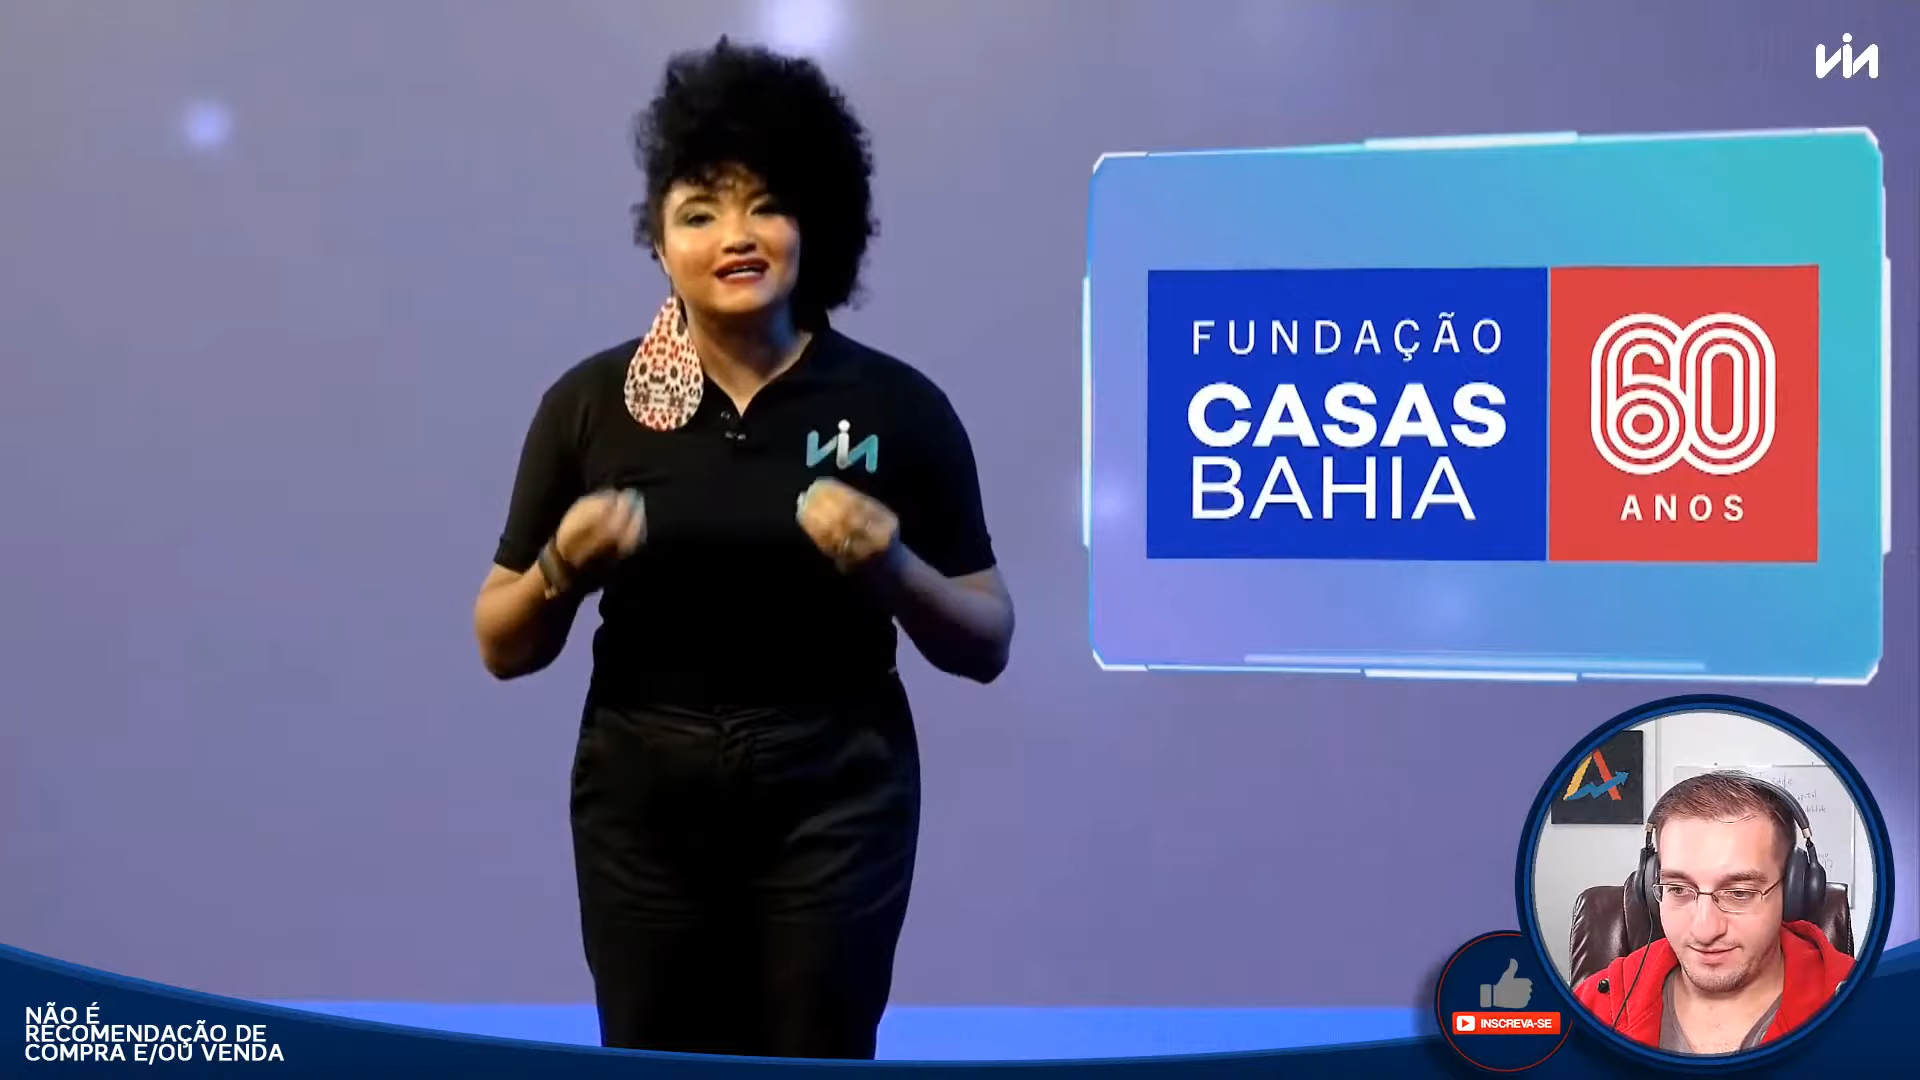 via
FUNDAÇÃO
CASAS
BAHIA
60
ANOS
via
NÃO É
RECOMENDAÇÃO DE
COMPRA E/OU VENDA
INSCREVA-SE